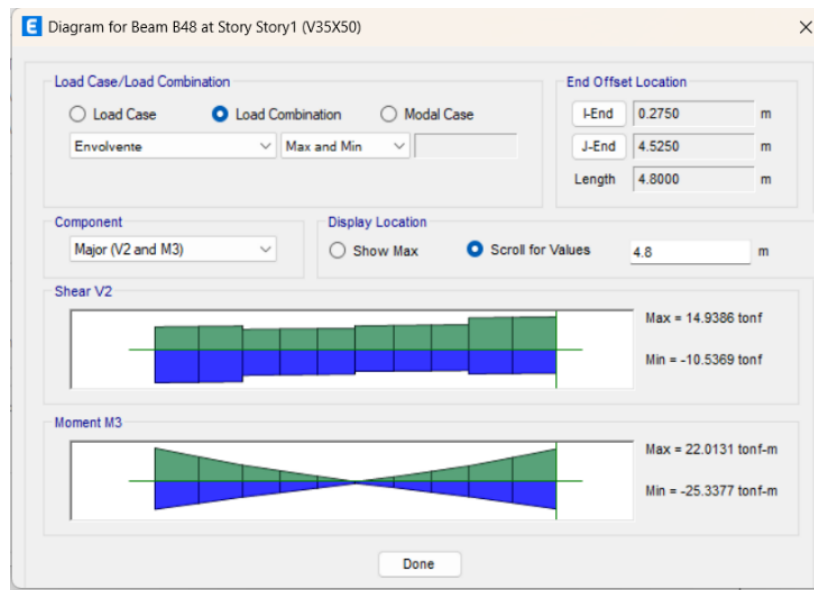 E Diagram for Beam B48 at Story Story1 (V35X50)
Load Case/Load Combination
Load Case Load Combination Modal Case
Envolvente Max and Min
End Offset Location
I-End 0.2750 m
J-End 4.5250 m
Length 4.8000 m
Component
Major (V2 and M3)
Display Location
Show Max Scroll for Values 4.8 m
Shear V2
Max = 14.9386 tonf
Min = -10.5369 tonf
Moment M3
Max = 22.0131 tonf-m
Min = -25.3377 tonf-m
Done